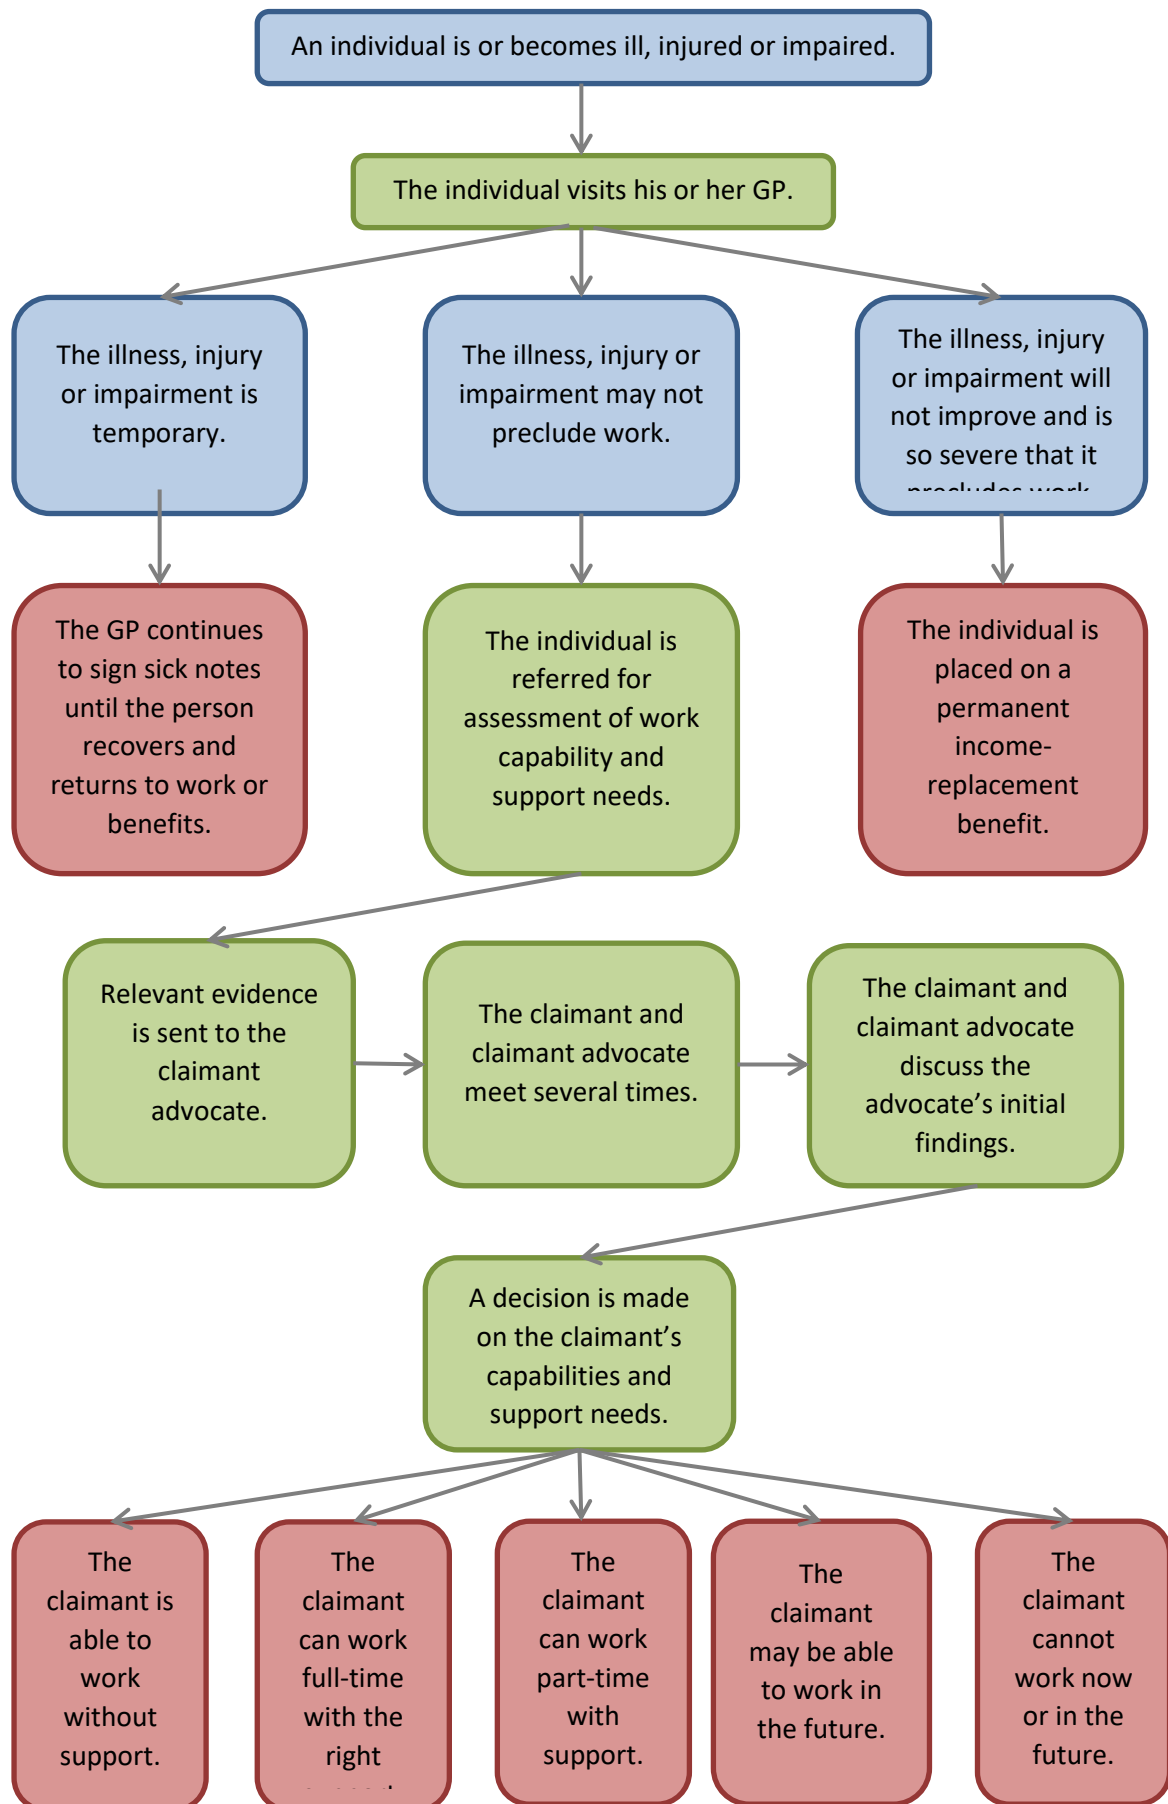 An individual is or becomes ill, injured or impaired.
The individual visits his or her GP.
The illness, injury
or impairment is
temporary.
The illness, injury or
impairment may not
preclude work.
The illness, injury
or impairment will
not improve and is
so severe that it
precludes work.
The GP continues
to sign sick notes
until the person
recovers and
returns to work or
benefits.
The individual is
referred for
assessment of work
capability and
support needs.
The individual is
placed on a
permanent
income-
replacement
benefit.
Relevant evidence
is sent to the
claimant
advocate.
The claimant and
claimant advocate
meet several times.
The claimant and
claimant advocate
discuss the
advocate’s initial
findings.
A decision is made
on the claimant’s
capabilities and
support needs.
The
claimant is
able to
work
without
support.
The
claimant
can work
full-time
with the
right
The
claimant
can work
part-time
with
support.
The
claimant
may be able
to work in
the future.
The
claimant
cannot
work now
or in the
future.